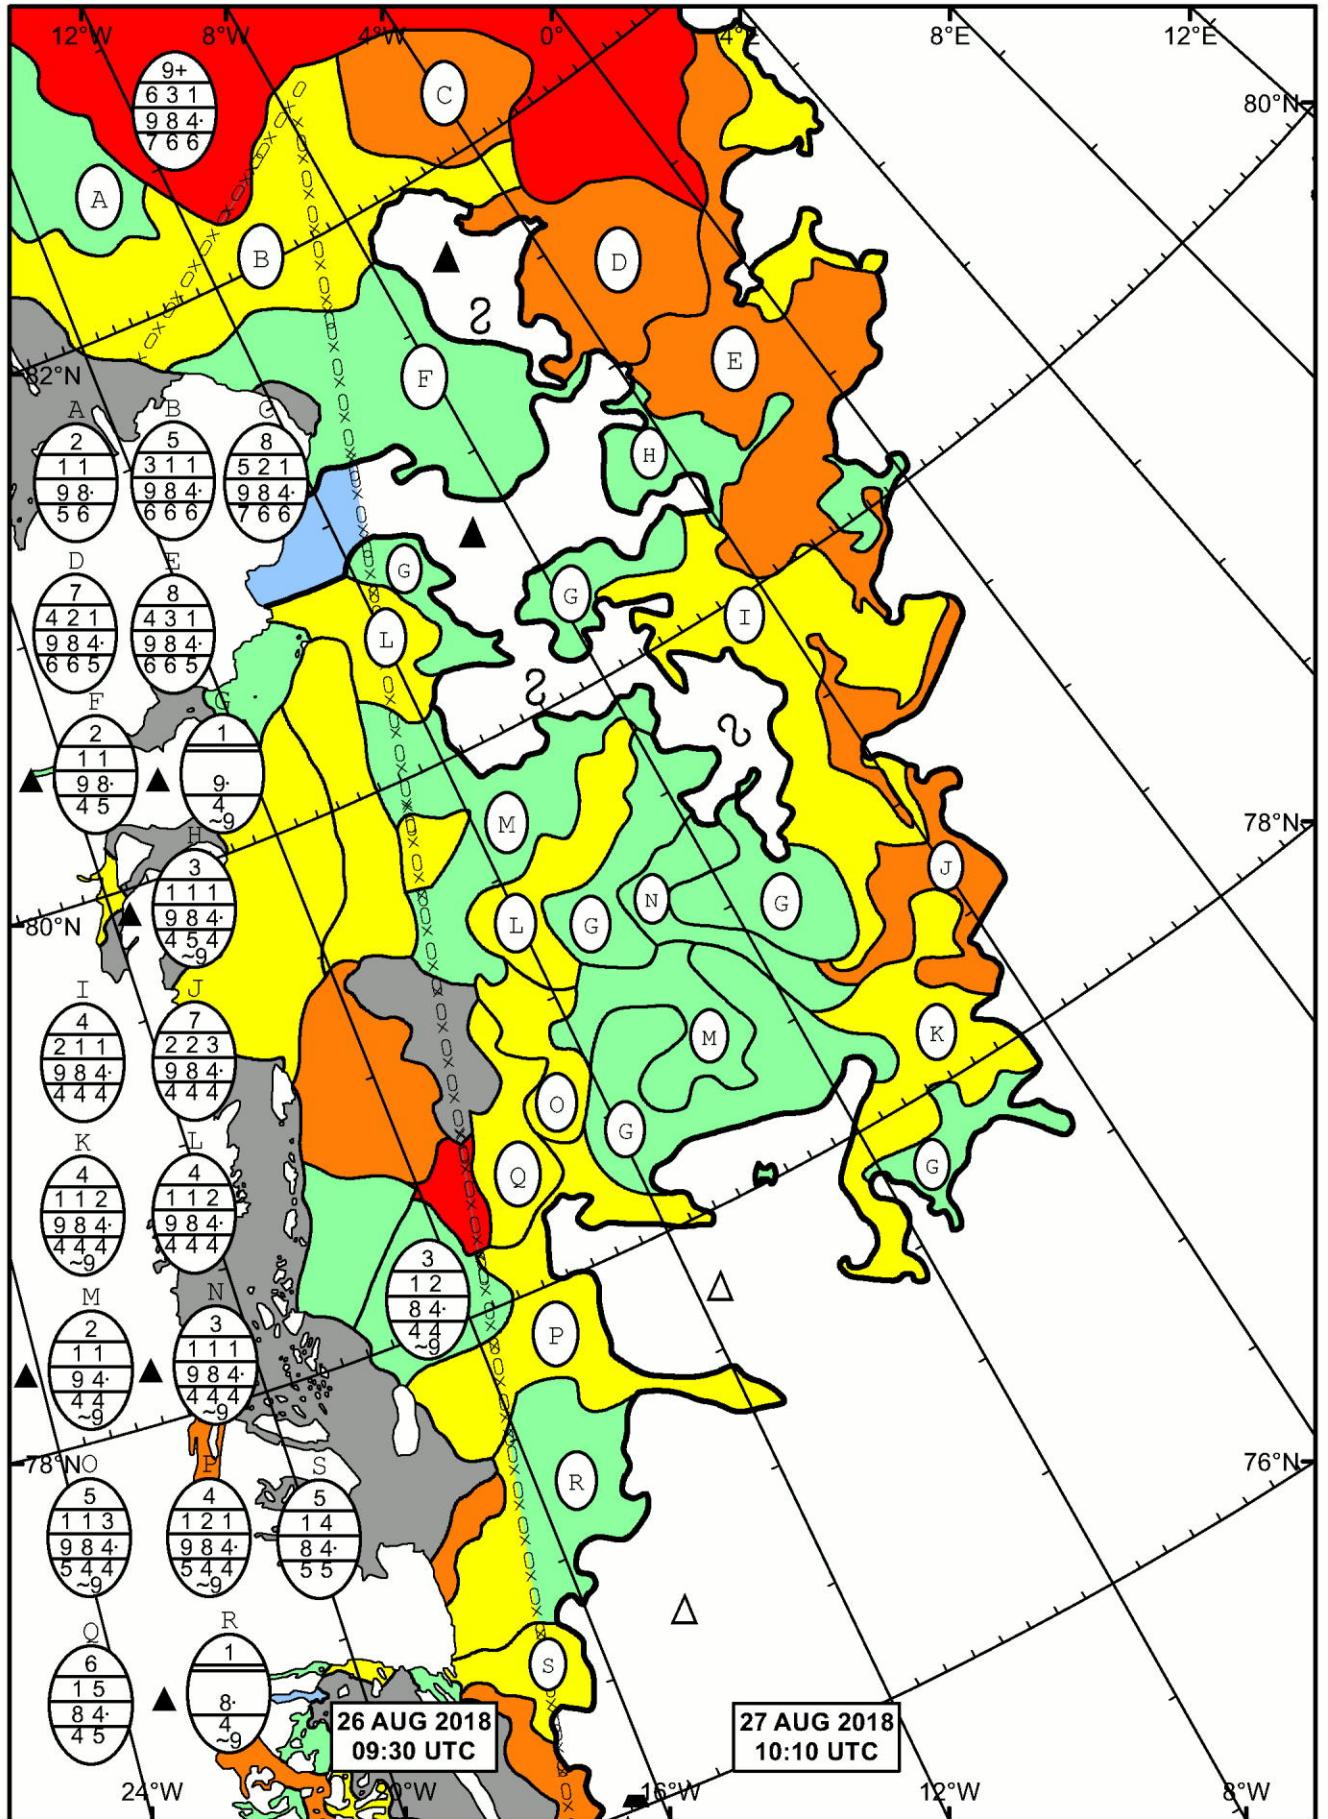 12°W 8°W 4°W 0° 4°E 8°E 12°E
80°N
9+
6 3 1
9 8 4·
7 6 6
C
A
B
D
E
F
82°N
A B C
2
1 1
9 8·
5 6
5
3 1 1
9 8 4·
6 6 6
8
5 2 1
9 8 4·
7 6 6
H
D E
7
4 2 1
9 8 4·
6 6 5
8
4 3 1
9 8 4·
6 6 5
G
G
I
L
F G
2
1 1
9 8·
4 5
1
9·
4
~9
78°N
M
H
3
1 1 1
9 8 4·
4 5 4
~9
J
N
G
L
G
80°N
I J
4
2 1 1
9 8 4·
4 4 4
7
2 2 3
9 8 4·
4 4 4
K
M
O
G
K L
4
1 1 2
9 8 4·
4 4 4
~9
4
1 1 2
9 8 4·
4 4 4
Q
G
3
1 2
8 4·
4 4
~9
M N
2
1 1
9 4·
4 4
~9
3
1 1 1
9 8 4·
4 4 4
~9
P
78°N
76°N
R
O P S
5
1 1 3
9 8 4·
5 4 4
~9
4
1 2 1
9 8 4·
5 4 4
~9
5
1 4
8 4·
5 5
Q R
6
1 5
8 4·
4 5
1
8·
4
~9
S
26 AUG 2018
09:30 UTC
27 AUG 2018
10:10 UTC
24°W 20°W 16°W 12°W 8°W